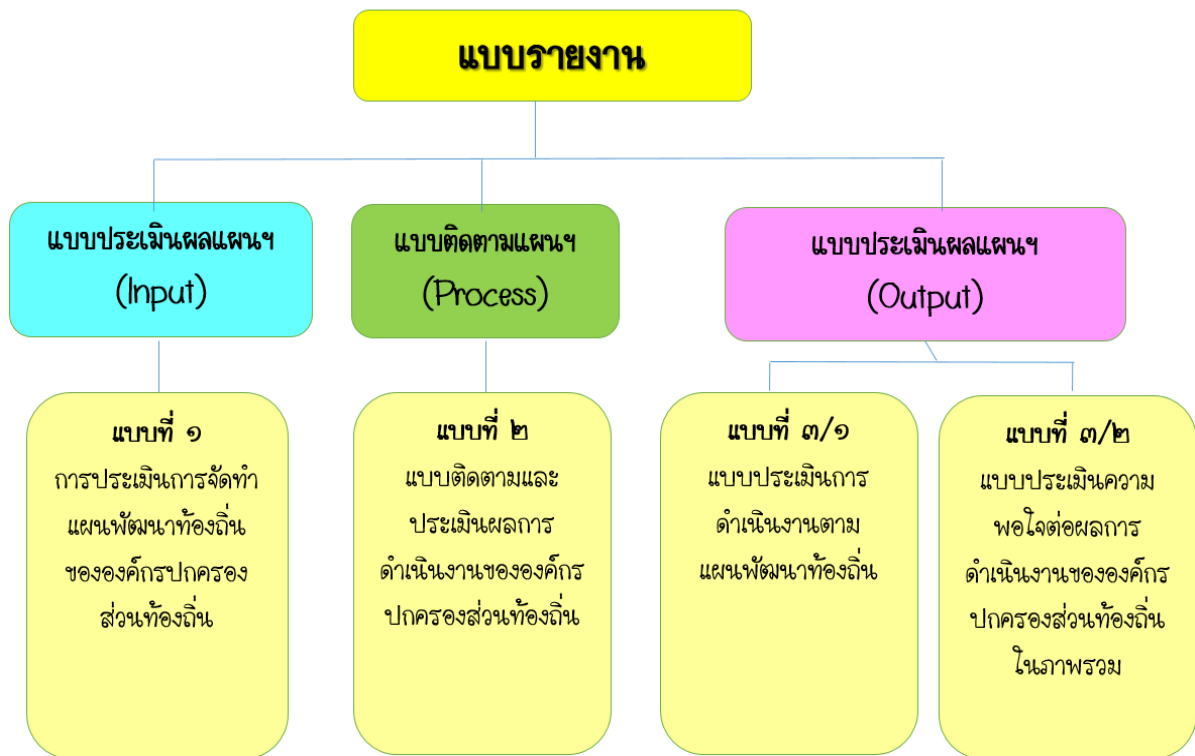 แบบรายงาน
แบบประเมินผลแผนฯ
(Input)
แบบติดตามแผนฯ
(Process)
แบบประเมินผลแผนฯ
(Output)
แบบที่ ๑
การประเมินการจัดทำ
แผนพัฒนาท้องถิ่น
ขององค์กรปกครอง
ส่วนท้องถิ่น
แบบที่ ๒
แบบติดตามและ
ประเมินผลการ
ดำเนินงานขององค์กร
ปกครองส่วนท้องถิ่น
แบบที่ ๓/๑
แบบประเมินการ
ดำเนินงานตาม
แผนพัฒนาท้องถิ่น
แบบที่ ๓/๒
แบบประเมินความ
พอใจต่อผลการ
ดำเนินงานขององค์กร
ปกครองส่วนท้องถิ่น
ในภาพรวม